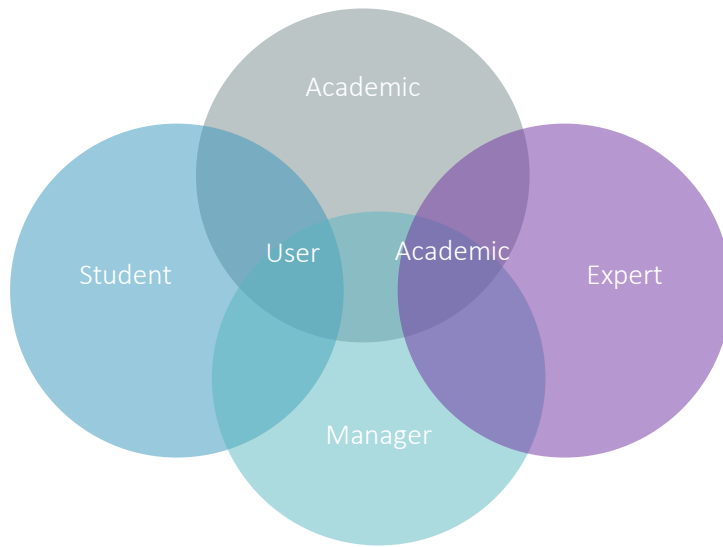 Academic
User
Academic
Student
Expert
Manager